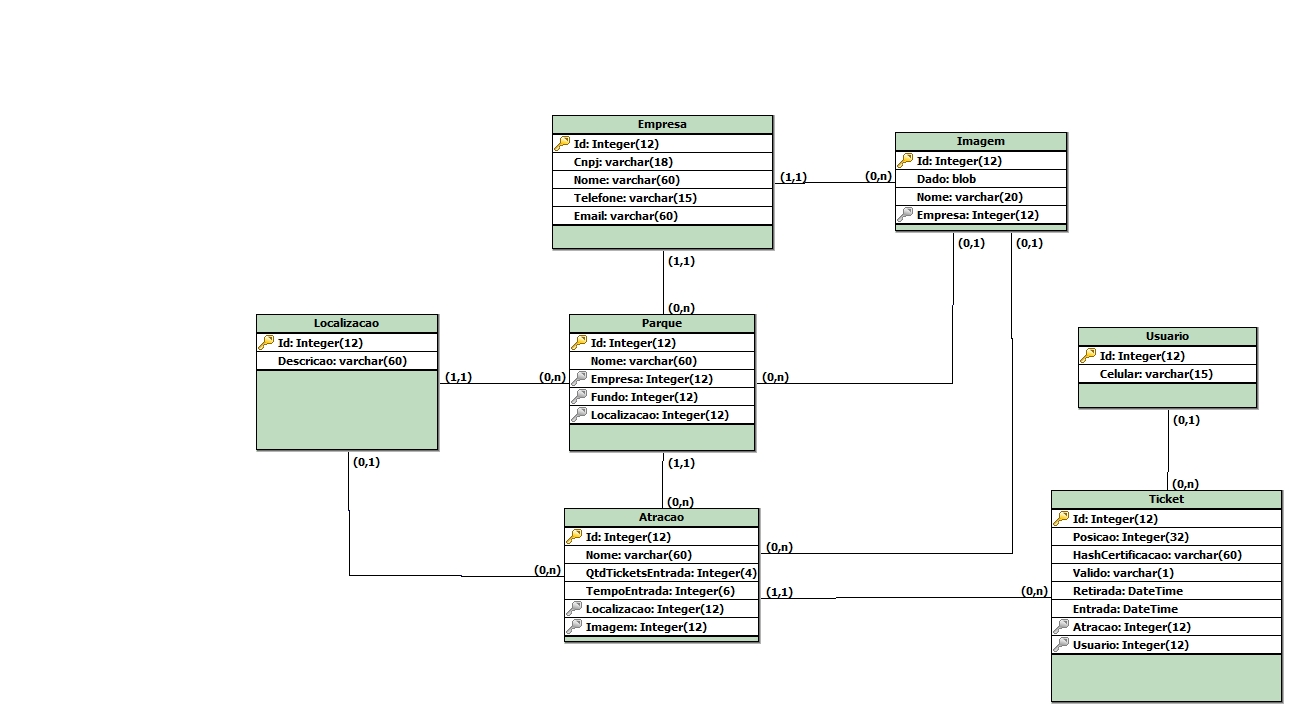 Empresa
Id: Integer(12)
Cnpj: varchar(18)
Nome: varchar(60)
Telefone: varchar(15)
Email: varchar(60)
(1,1)
(0,n)
Imagem
Id: Integer(12)
Dado: blob
Nome: varchar(20)
Empresa: Integer(12)
(0,1)
(0,1)
(1,1)
(0,n)
Localizacao
Id: Integer(12)
Descricao: varchar(60)
(1,1)
(0,n)
Parque
Id: Integer(12)
Nome: varchar(60)
Empresa: Integer(12)
Fundo: Integer(12)
Localizacao: Integer(12)
(0,n)
Usuario
Id: Integer(12)
Celular: varchar(15)
(0,1)
(0,n)
(0,1)
(1,1)
(0,n)
(0,n)
Atracao
Id: Integer(12)
Nome: varchar(60)
QtdTicketsEntrada: Integer(4)
TempoEntrada: Integer(6)
Localizacao: Integer(12)
Imagem: Integer(12)
(0,n)
(1,1)
(0,n)
Ticket
Id: Integer(12)
Posicao: Integer(32)
HashCertificacao: varchar(60)
Valido: varchar(1)
Retirada: DateTime
Entrada: DateTime
Atracao: Integer(12)
Usuario: Integer(12)